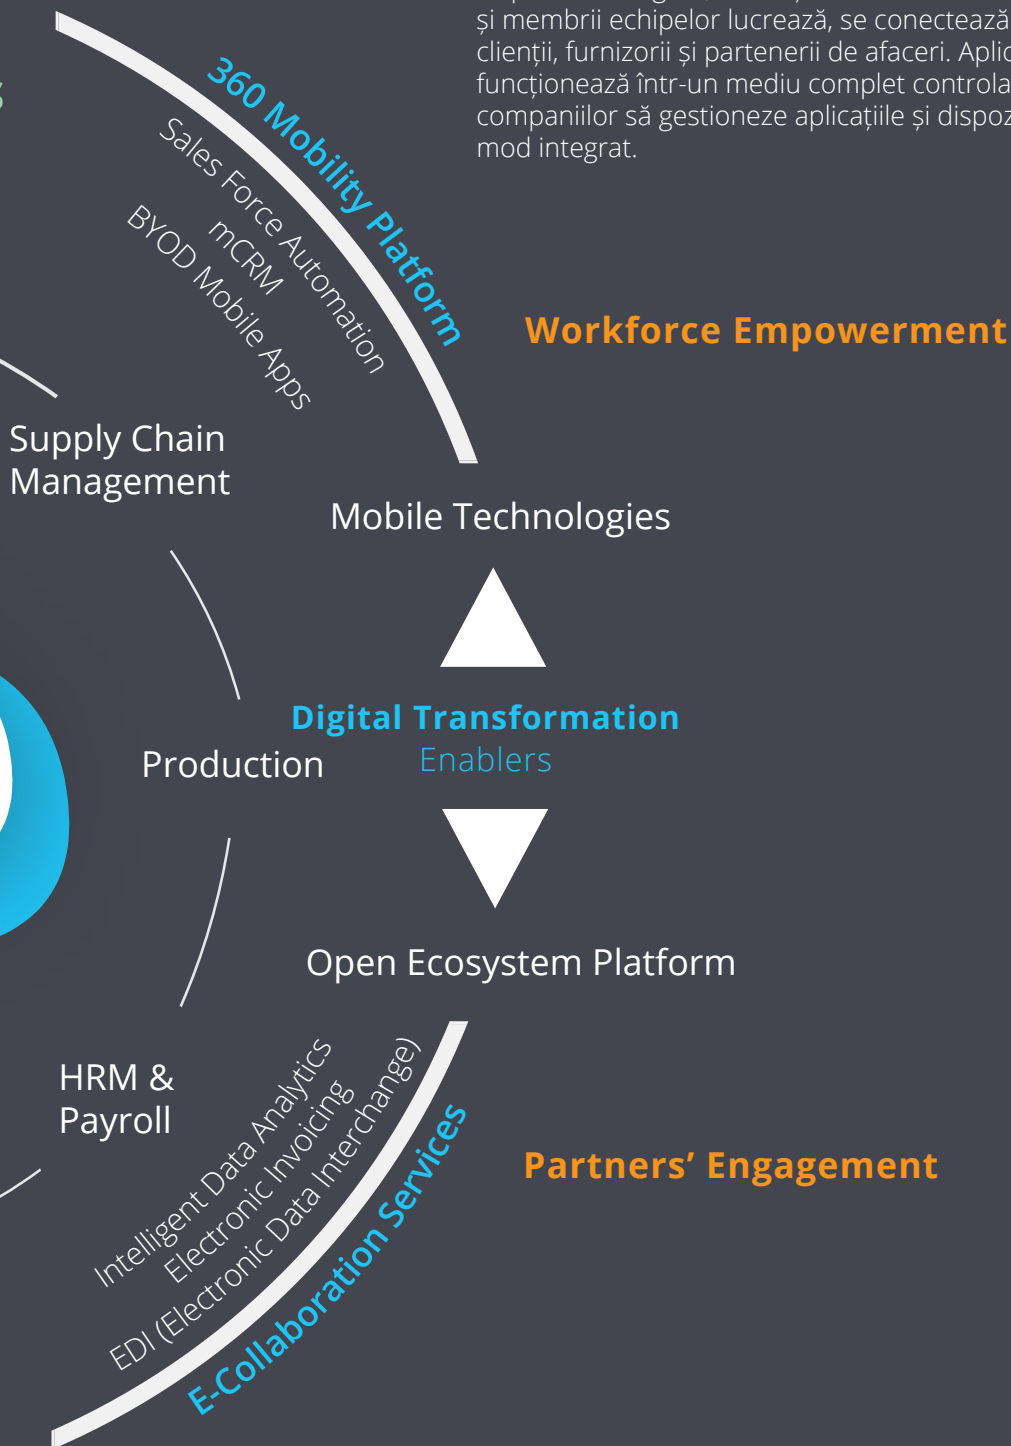 și membrii echipelor lucrează, se conectează
clienții, furnizorii și partenerii de afaceri.
funcționează într-un mediu complet
companiilor să gestioneze aplicațiile și
mod integrat.
360 Mobility Platform
Sales Force Automation
mCRM
BYOD Mobile Apps
Workforce Empowerment
Supply Chain
Management
Mobile Technologies
Digital Transformation
Enablers
Production
Open Ecosystem Platform
HRM &
Payroll
Intelligent Data Analytics
Electronic Invoicing
EDI (Electronic Data Interchange)
E-Collaboration Services
Partners’ Engagement